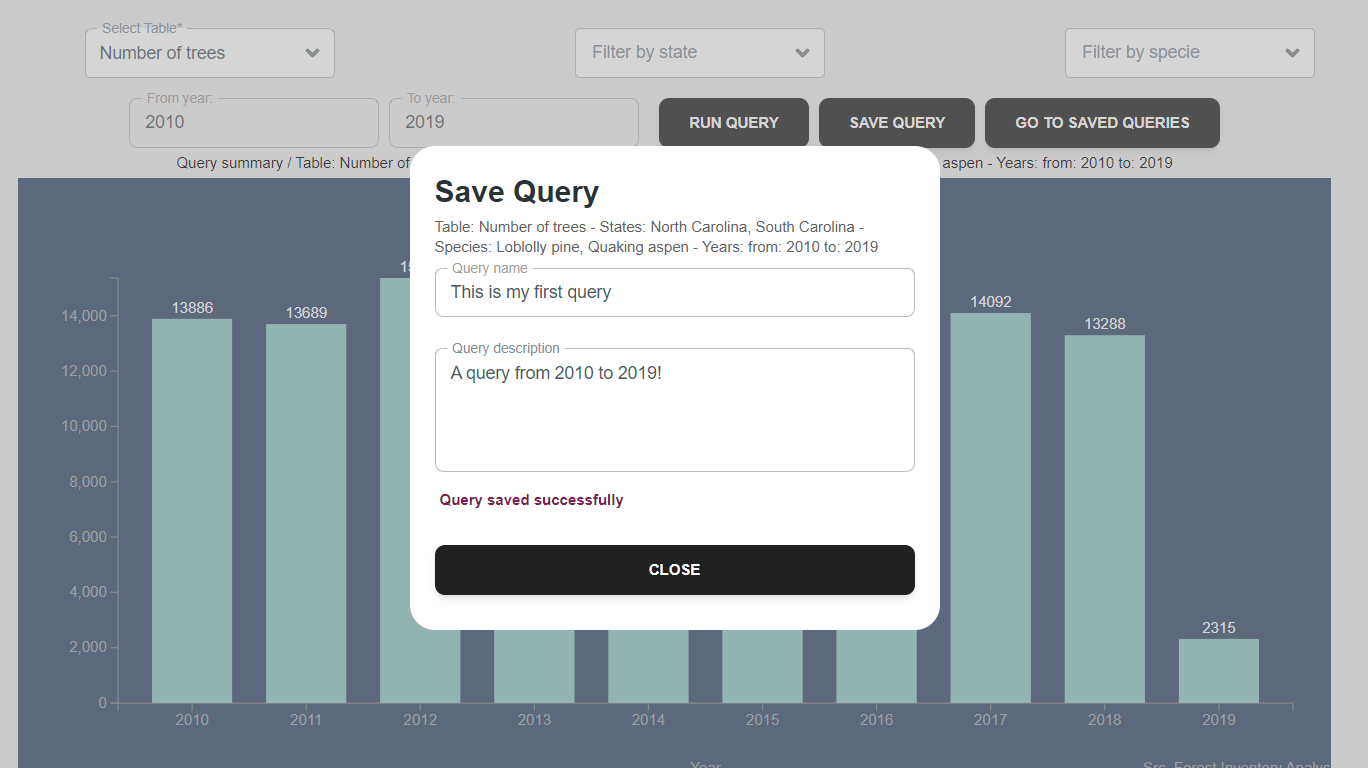 Select Table*
Number of trees
Filter by state
Filter by specie
From year:
2010
To year:
2019
RUN QUERY
SAVE QUERY
GO TO SAVED QUERIES
Query summary / Table: Number of
aspen - Years: from: 2010 to: 2019
Save Query
Table: Number of trees - States: North Carolina, South Carolina -
Species: Loblolly pine, Quaking aspen - Years: from: 2010 to: 2019
Query name
This is my first query
Query description
A query from 2010 to 2019!
Query saved successfully
CLOSE
13886
13689
14092
13288
2315
14,000
12,000
10,000
8,000
6,000
4,000
2,000
0
2010 2011 2012 2013 2014 2015 2016 2017 2018 2019
Year
Src. Forest Inventory Analys